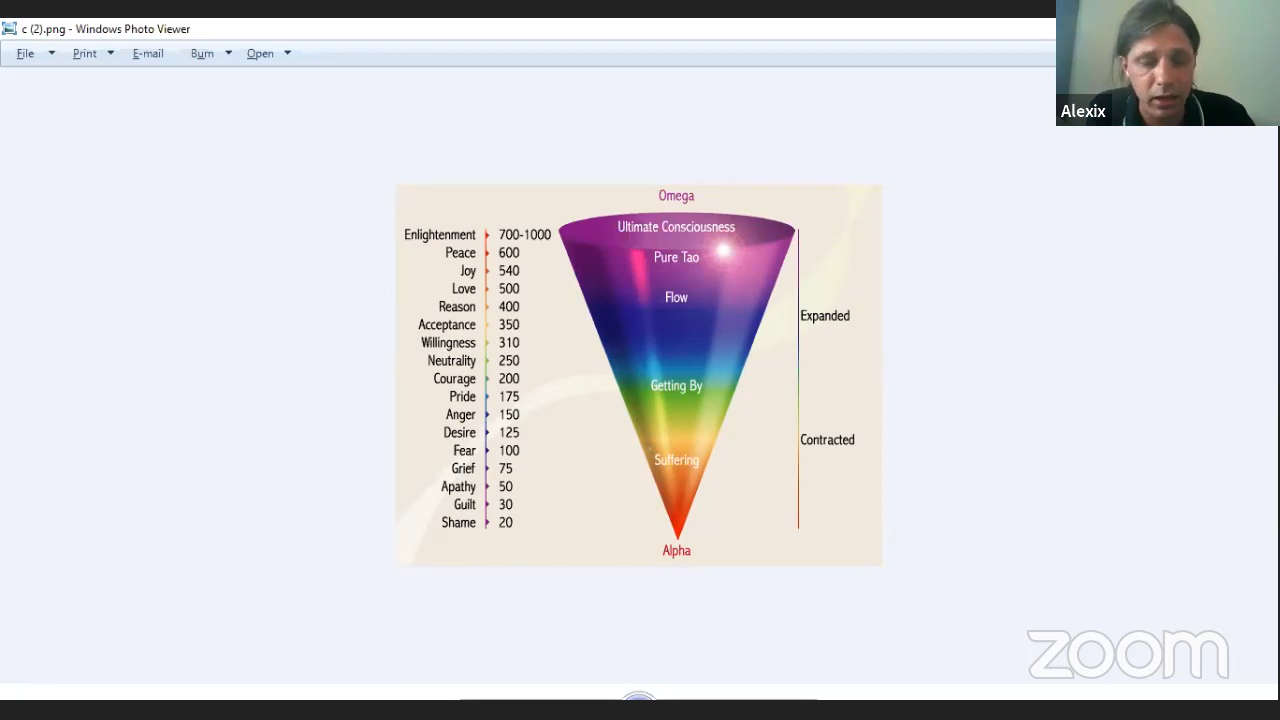 c (2).png - Windows Photo Viewer
File Print E-mail Burn Open
Alexix
Omega
Ultimate Consciousness
Pure Tao
Flow
Getting By
Suffering
Alpha
Enlightenment 700-1000
Peace 600
Joy 540
Love 500
Reason 400
Acceptance 350
Willingness 310
Neutrality 250
Courage 200
Pride 175
Anger 150
Desire 125
Fear 100
Grief 75
Apathy 50
Guilt 30
Shame 20
Expanded
Contracted
zoom